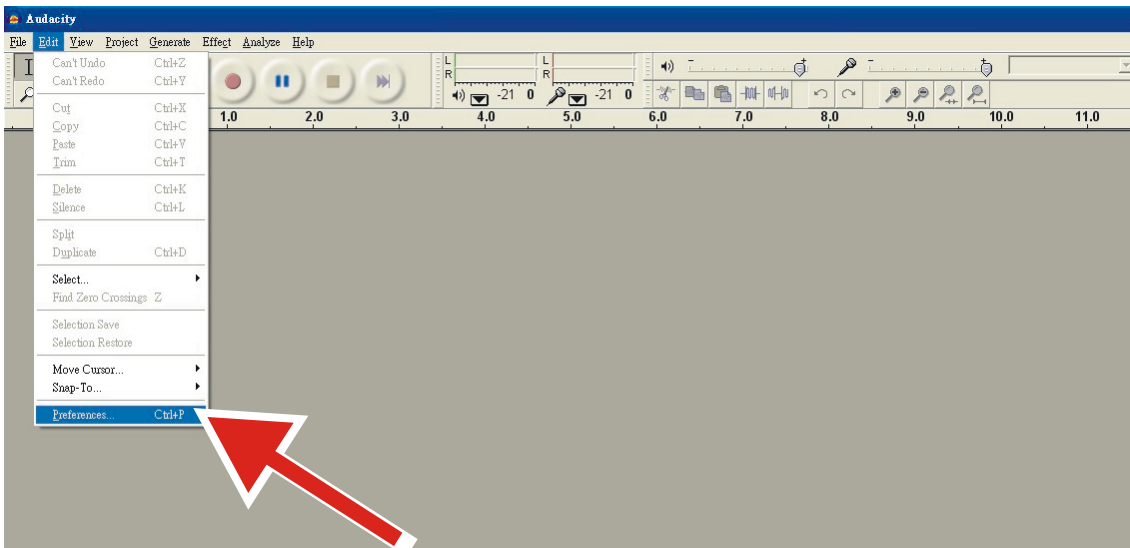 Audacity
File Edit View Project Generate Effect Analyze Help
Can't Undo Ctrl+Z
Can't Redo Ctrl+Y
Cut Ctrl+X
Copy Ctrl+C
Paste Ctrl+V
Trim Ctrl+T
Delete Ctrl+K
Silence Ctrl+L
Split
Duplicate Ctrl+D
Select...
Find Zero Crossings Z
Selection Save
Selection Restore
Move Cursor...
Snap-To...
Preferences... Ctrl+P
L L
R R
-21 0 -21 0
1.0 2.0 3.0 4.0 5.0 6.0 7.0 8.0 9.0 10.0 11.0